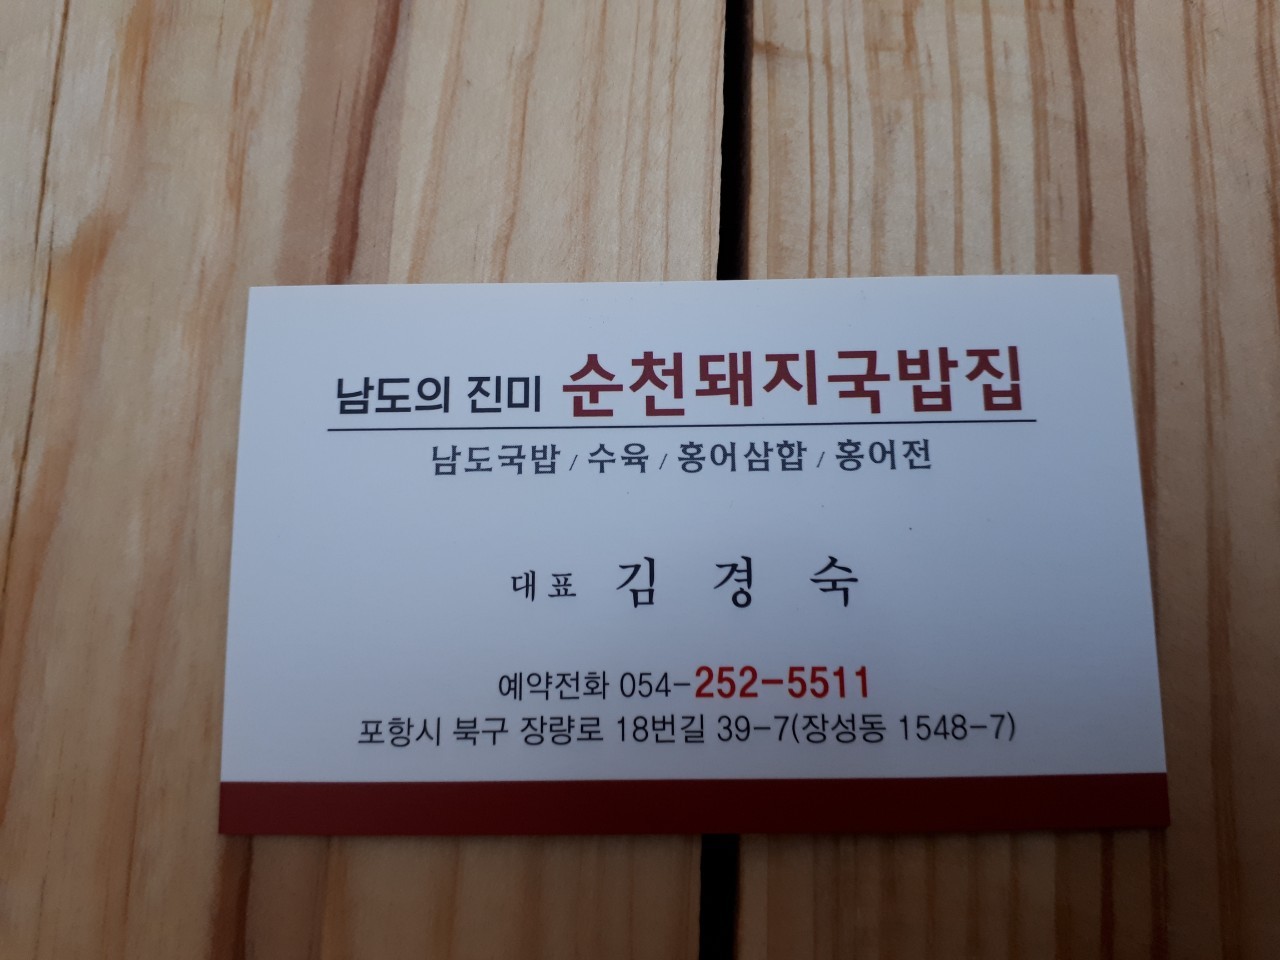 남도의 진미 순천돼지국밥집
남도국밥 / 수육 / 홍어삼합 / 홍어전
대표 김 경 숙
예약전화 054-252-5511
포항시 북구 장량로 18번길 39-7(장성동 1548-7)